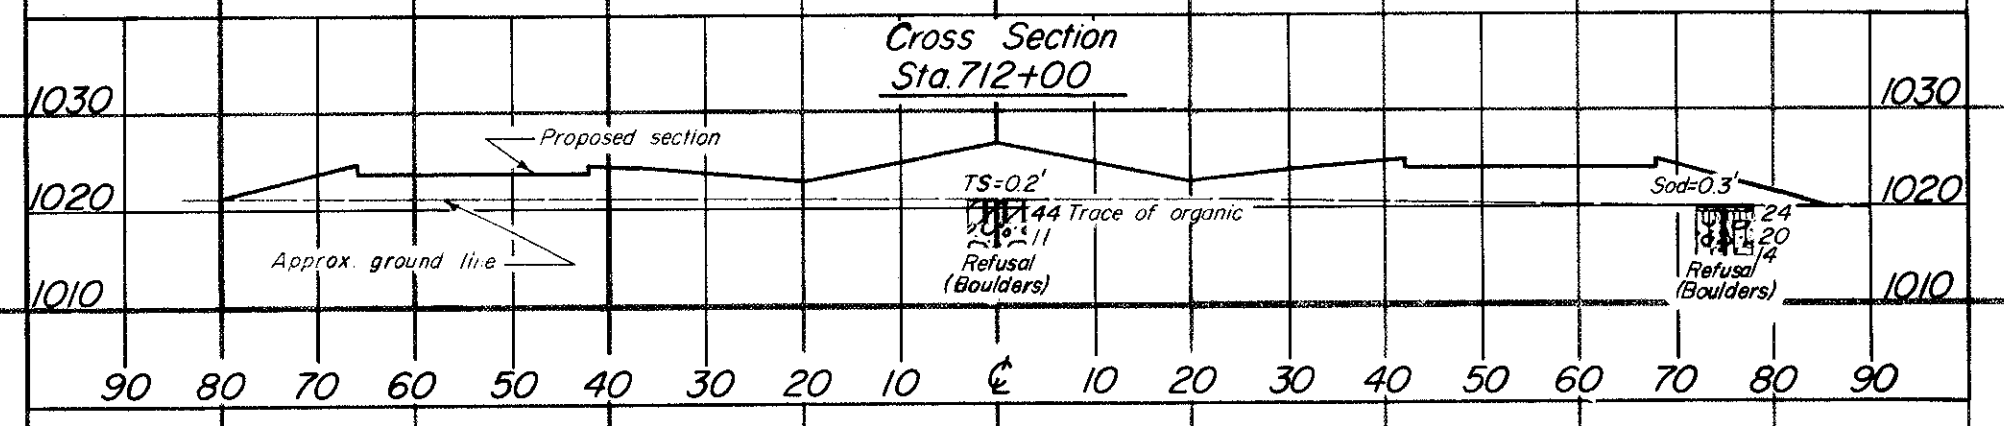 Cross Section
Sta. 712+00
1030 1030
Proposed section
TS=0.2' Sod=0.3'
1020 1020
44 Trace of organic 24
11 20
14
Approx. ground line
Refusal Refusal
(Boulders) (Boulders)
1010 1010
90 80 70 60 50 40 30 20 10 ℄ 10 20 30 40 50 60 70 80 90